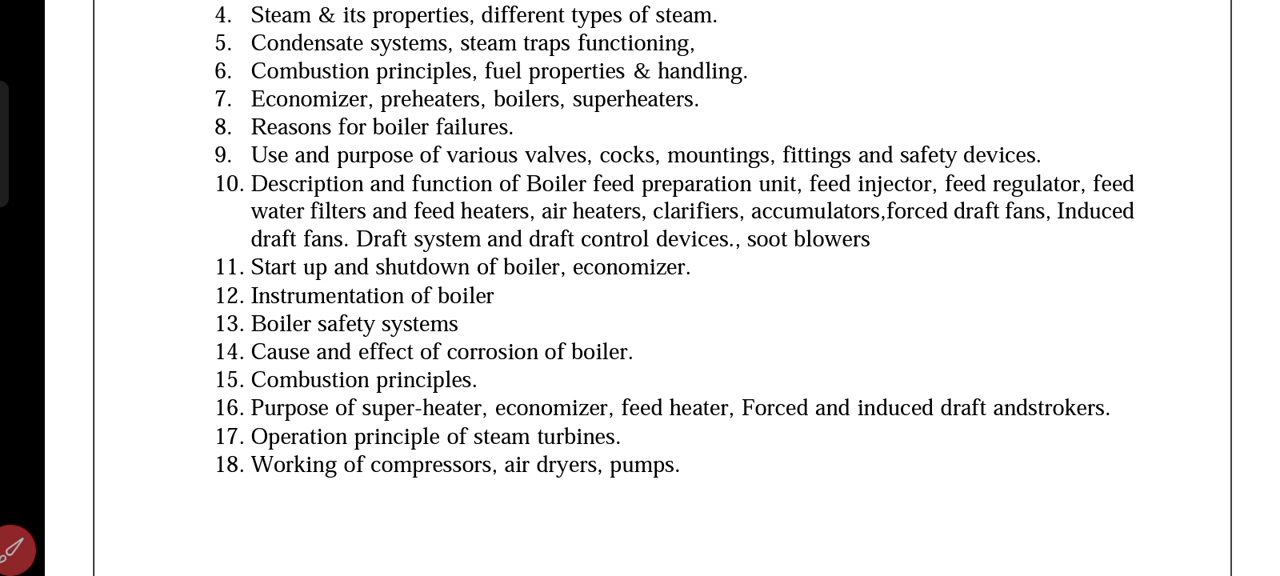 4. Steam & its properties, different types of steam.
5. Condensate systems, steam traps functioning,
6. Combustion principles, fuel properties & handling.
7. Economizer, preheaters, boilers, superheaters.
8. Reasons for boiler failures.
9. Use and purpose of various valves, cocks, mountings, fittings and safety devices.
10. Description and function of Boiler feed preparation unit, feed injector, feed regulator, feed
water filters and feed heaters, air heaters, clarifiers, accumulators,forced draft fans, Induced
draft fans. Draft system and draft control devices., soot blowers
11. Start up and shutdown of boiler, economizer.
12. Instrumentation of boiler
13. Boiler safety systems
14. Cause and effect of corrosion of boiler.
15. Combustion principles.
16. Purpose of super-heater, economizer, feed heater, Forced and induced draft andstrokers.
17. Operation principle of steam turbines.
18. Working of compressors, air dryers, pumps.